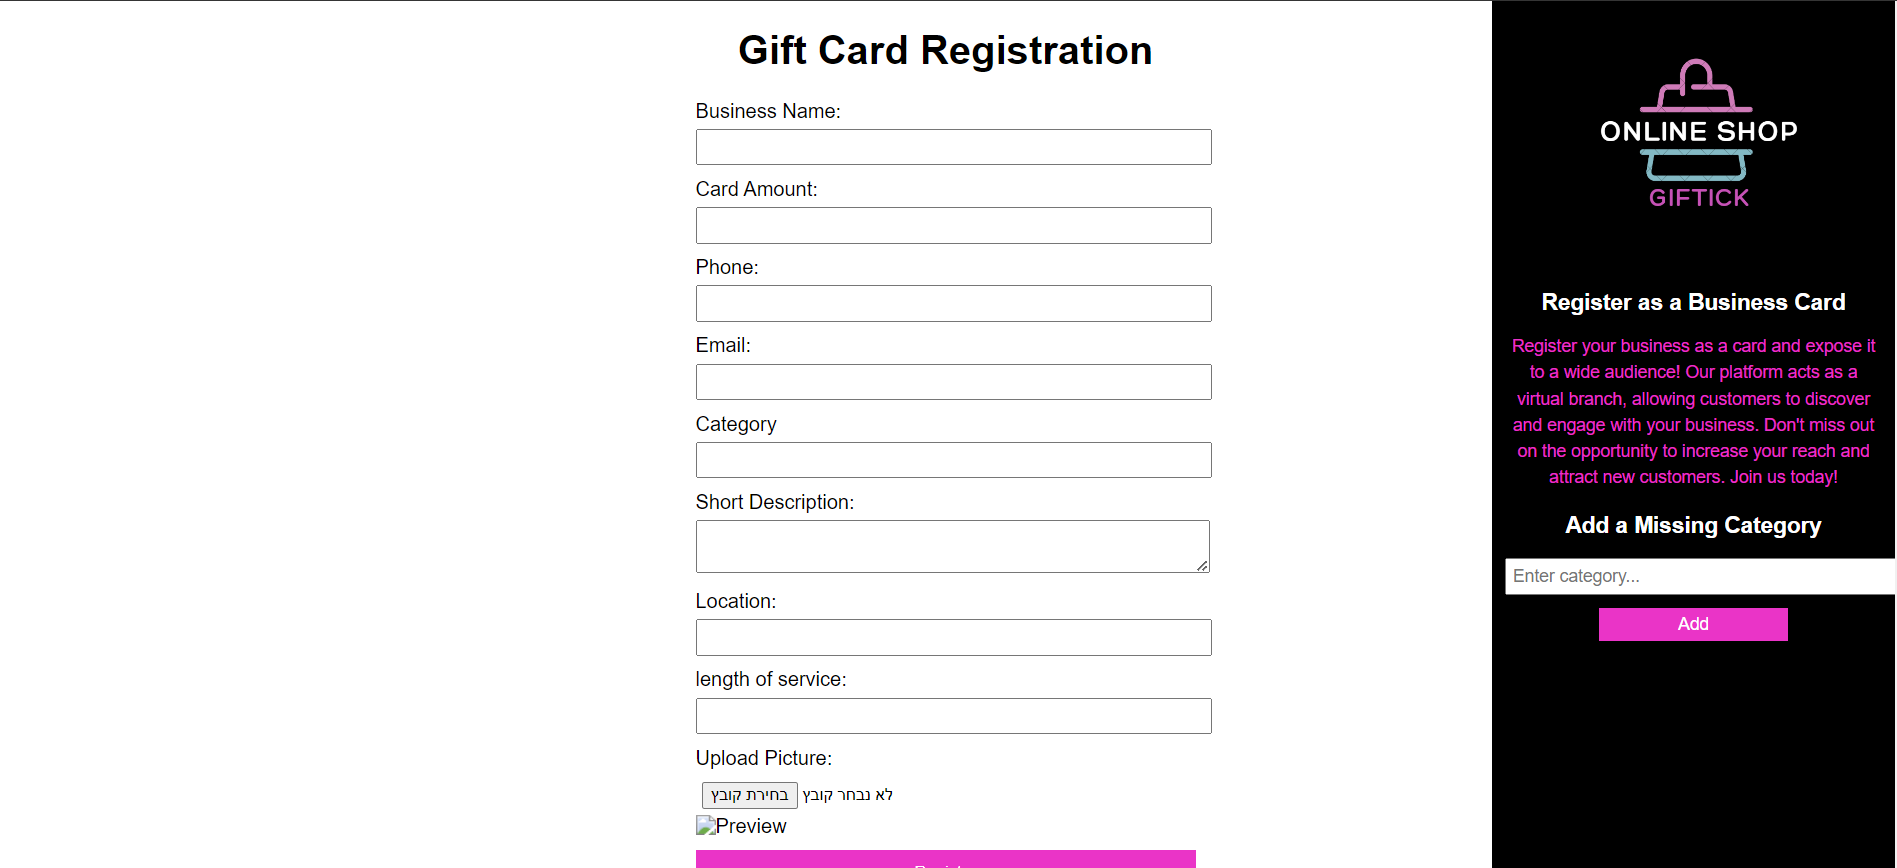 Gift Card Registration
Business Name:
Card Amount:
Phone:
Email:
Category
Short Description:
Location:
length of service:
Upload Picture:
בחירת קובץ לא נבחר קובץ
Preview
ONLINE SHOP
GIFTICK
Register as a Business Card
Register your business as a card and expose it
to a wide audience! Our platform acts as a
virtual branch, allowing customers to discover
and engage with your business. Don't miss out
on the opportunity to increase your reach and
attract new customers. Join us today!
Add a Missing Category
Enter category...
Add